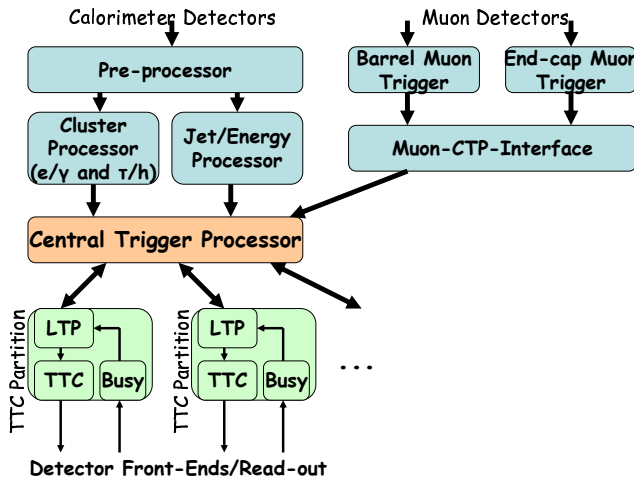 Calorimeter Detectors
Muon Detectors
Pre-processor
Barrel Muon
Trigger
End-cap Muon
Trigger
Cluster
Processor
(e/γ and τ/h)
Jet/Energy
Processor
Muon-CTP-Interface
Central Trigger Processor
TTC Partition
LTP
TTC
Busy
TTC Partition
LTP
TTC
Busy
...
Detector Front-Ends/Read-out